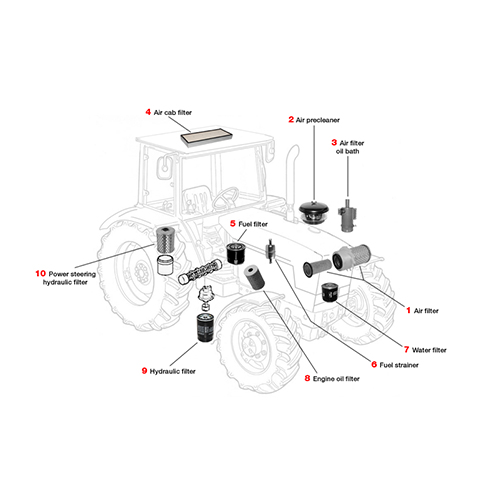 4 Air cab filter
2 Air precleaner
3 Air filter
oil bath
5 Fuel filter
10 Power steering
hydraulic filter
1 Air filter
7 Water filter
6 Fuel strainer
9 Hydraulic filter
8 Engine oil filter